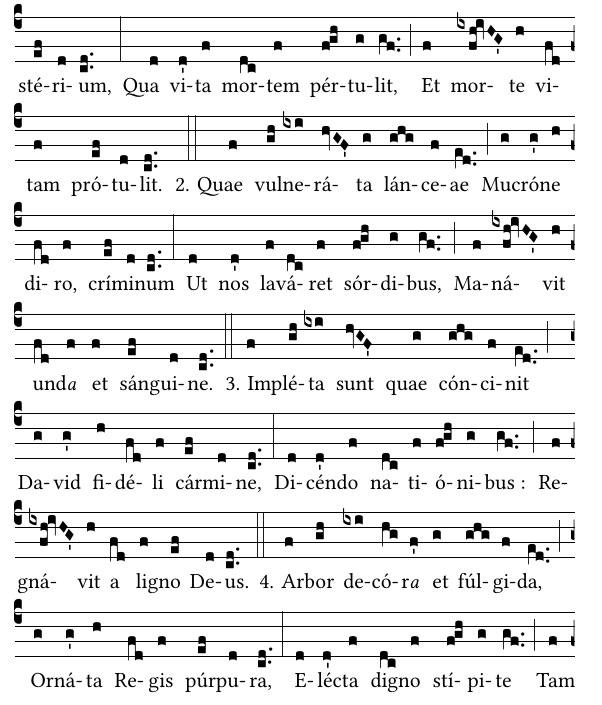 sté-ri- um, Qua vi-ta mor-tem pér-tu-lit, Et mor- te vi-
tam pró-tu-lit. 2. Quae vulne-rá- ta lán-ce-ae Mucróne
di-ro, críminum Ut nos lavá-ret sór-di-bus, Ma-ná- vit
unda et sángui-ne. 3. Implé-ta sunt quae cón-ci-nit
Da-vid fi-dé-li cármi-ne, Di-céndo na-ti-ó-ni-bus : Re-
gná- vit a ligno De-us. 4. Arbor de-có-ra et fúl-gi-da,
Orná-ta Re-gis púrpu-ra, E-lécta digno stí-pi-te Tam